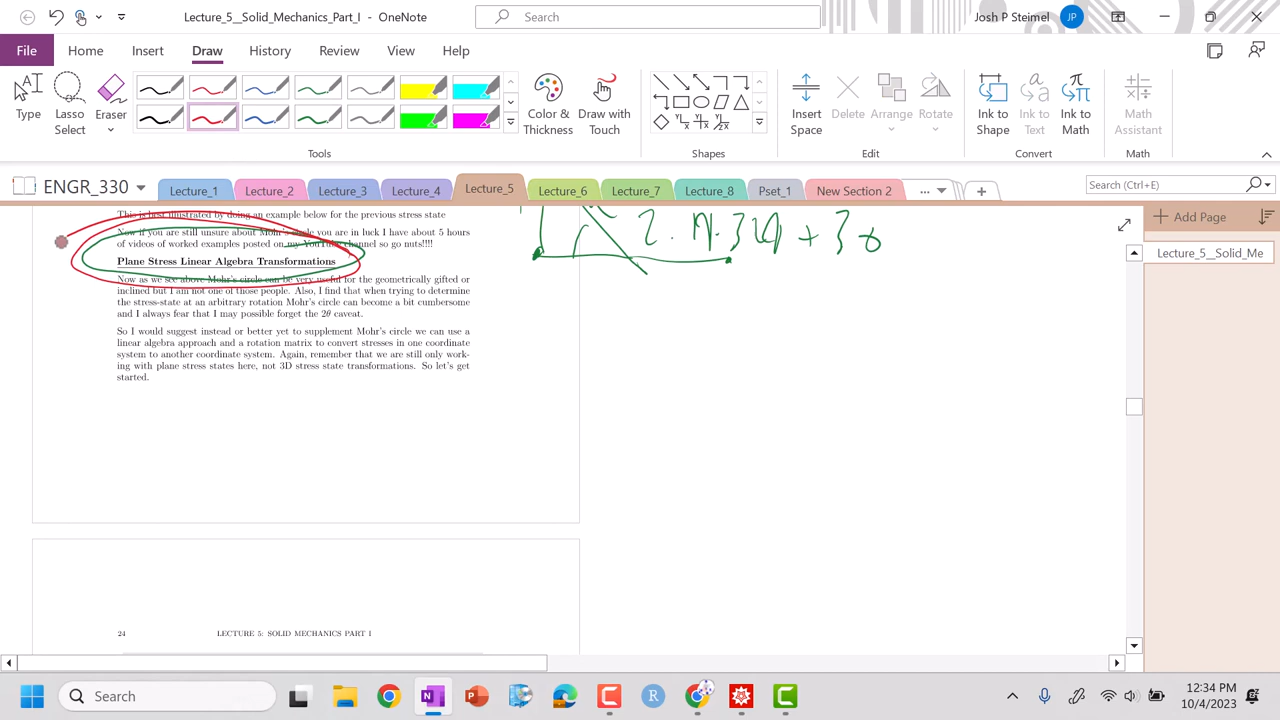 Lecture_5__Solid_Mechanics_Part_I - OneNote
Search
Josh P Steimel
JP
File
Home
Insert
Draw
History
Review
View
Help
Type
Lasso Select
Eraser
Color & Thickness
Draw with Touch
Insert Space
Delete
Arrange
Rotate
Ink to Shape
Ink to Text
Ink to Math
Math Assistant
Tools
Shapes
Edit
Convert
Math
ENGR_330
Lecture_1
Lecture_2
Lecture_3
Lecture_4
Lecture_5
Lecture_6
Lecture_7
Lecture_8
Pset_1
New Section 2
...
Search (Ctrl+E)
Add Page
Lecture_5__Solid_Me
This is best illustrated by doing an example below for the previous stress state
Now if you are still unsure about Mohr's circle you are in luck I have about 5 hours
of videos of worked examples posted on my YouTube channel so go nuts!!!!
Plane Stress Linear Algebra Transformations
Now as we see above Mohr's circle can be very useful for the geometrically gifted or
inclined but I am not one of those people. Also, I find that when trying to determine
the stress-state at an arbitrary rotation Mohr's circle can become a bit cumbersome
and I always fear that I may possible forget the 2θ caveat.
So I would suggest instead or better yet to supplement Mohr's circle we can use a
linear algebra approach and a rotation matrix to convert stresses in one coordinate
system to another coordinate system. Again, remember that we are still only work-
ing with plane stress states here, not 3D stress state transformations. So let's get
started.
24
LECTURE 5: SOLID MECHANICS PART I
Search
12:34 PM
10/4/2023